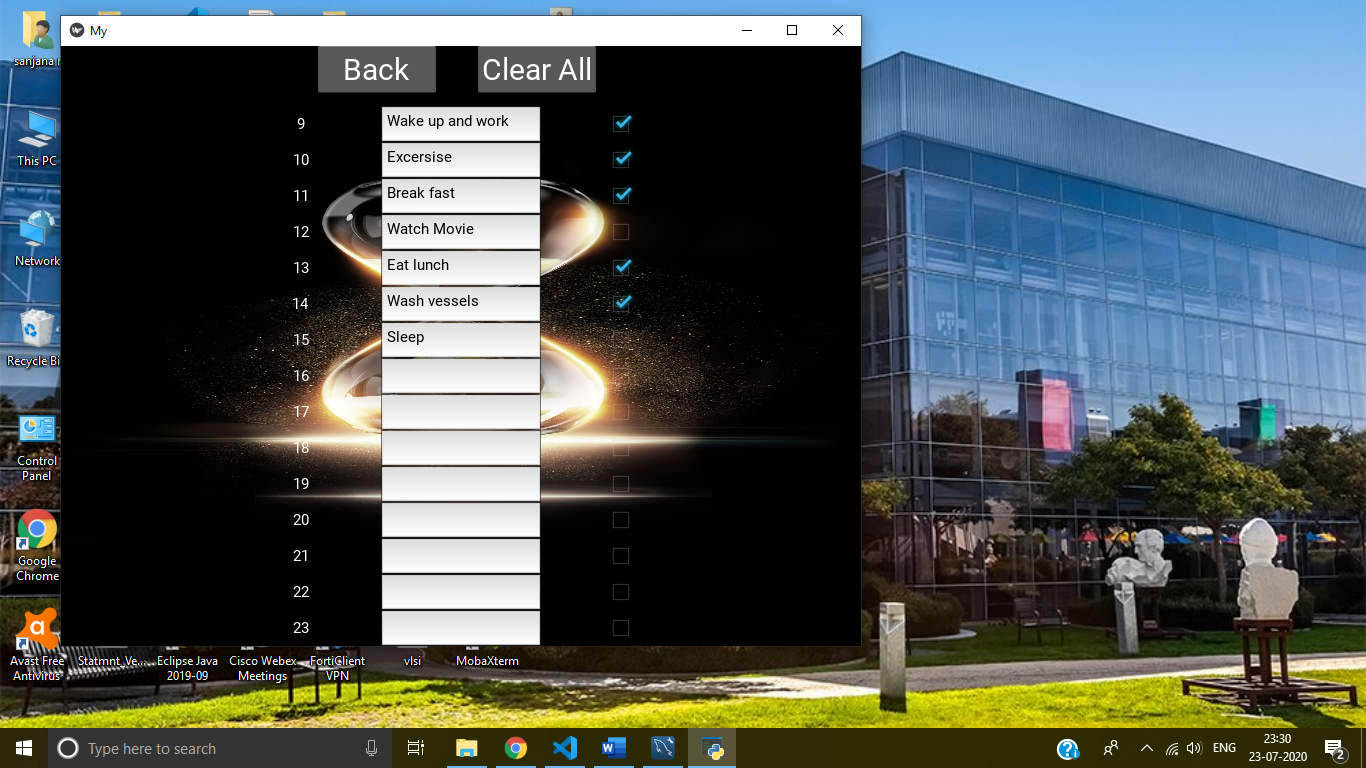 My
sanjana r
Back
Clear All
9 Wake up and work
10 Excersise
11 Break fast
12 Watch Movie
13 Eat lunch
14 Wash vessels
15 Sleep
16
17
18
19
20
21
22
23
This PC
Network
Recycle Bi
Control
Panel
Google
Chrome
Avast Free
Antivirus
Statmnt_Ve...
Eclipse Java
2019-09
Cisco Webex
Meetings
FortiClient
VPN
vlsi
MobaXterm
Type here to search
ENG
23:30
23-07-2020
2